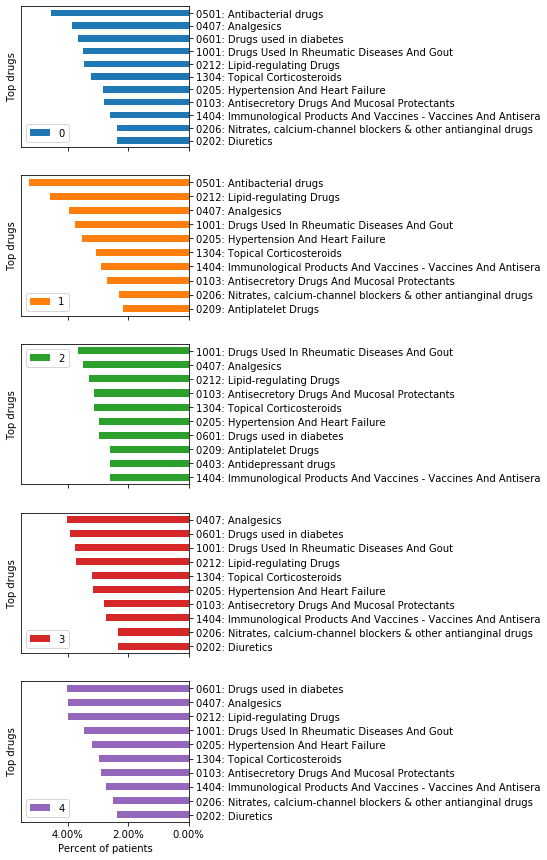 Top drugs
0501: Antibacterial drugs
0407: Analgesics
0601: Drugs used in diabetes
1001: Drugs Used In Rheumatic Diseases And Gout
0212: Lipid-regulating Drugs
1304: Topical Corticosteroids
0205: Hypertension And Heart Failure
0103: Antisecretory Drugs And Mucosal Protectants
1404: Immunological Products And Vaccines - Vaccines And Antisera
0206: Nitrates, calcium-channel blockers & other antianginal drugs
0202: Diuretics
0
Top drugs
0501: Antibacterial drugs
0212: Lipid-regulating Drugs
0407: Analgesics
1001: Drugs Used In Rheumatic Diseases And Gout
0205: Hypertension And Heart Failure
1304: Topical Corticosteroids
1404: Immunological Products And Vaccines - Vaccines And Antisera
0103: Antisecretory Drugs And Mucosal Protectants
0206: Nitrates, calcium-channel blockers & other antianginal drugs
0209: Antiplatelet Drugs
1
Top drugs
2
1001: Drugs Used In Rheumatic Diseases And Gout
0407: Analgesics
0212: Lipid-regulating Drugs
0103: Antisecretory Drugs And Mucosal Protectants
1304: Topical Corticosteroids
0205: Hypertension And Heart Failure
0601: Drugs used in diabetes
0209: Antiplatelet Drugs
0403: Antidepressant drugs
1404: Immunological Products And Vaccines - Vaccines And Antisera
Top drugs
0407: Analgesics
0601: Drugs used in diabetes
1001: Drugs Used In Rheumatic Diseases And Gout
0212: Lipid-regulating Drugs
1304: Topical Corticosteroids
0205: Hypertension And Heart Failure
0103: Antisecretory Drugs And Mucosal Protectants
1404: Immunological Products And Vaccines - Vaccines And Antisera
0206: Nitrates, calcium-channel blockers & other antianginal drugs
0202: Diuretics
3
Top drugs
0601: Drugs used in diabetes
0407: Analgesics
0212: Lipid-regulating Drugs
1001: Drugs Used In Rheumatic Diseases And Gout
0205: Hypertension And Heart Failure
1304: Topical Corticosteroids
0103: Antisecretory Drugs And Mucosal Protectants
1404: Immunological Products And Vaccines - Vaccines And Antisera
0206: Nitrates, calcium-channel blockers & other antianginal drugs
0202: Diuretics
4
4.00% 2.00% 0.00%
Percent of patients